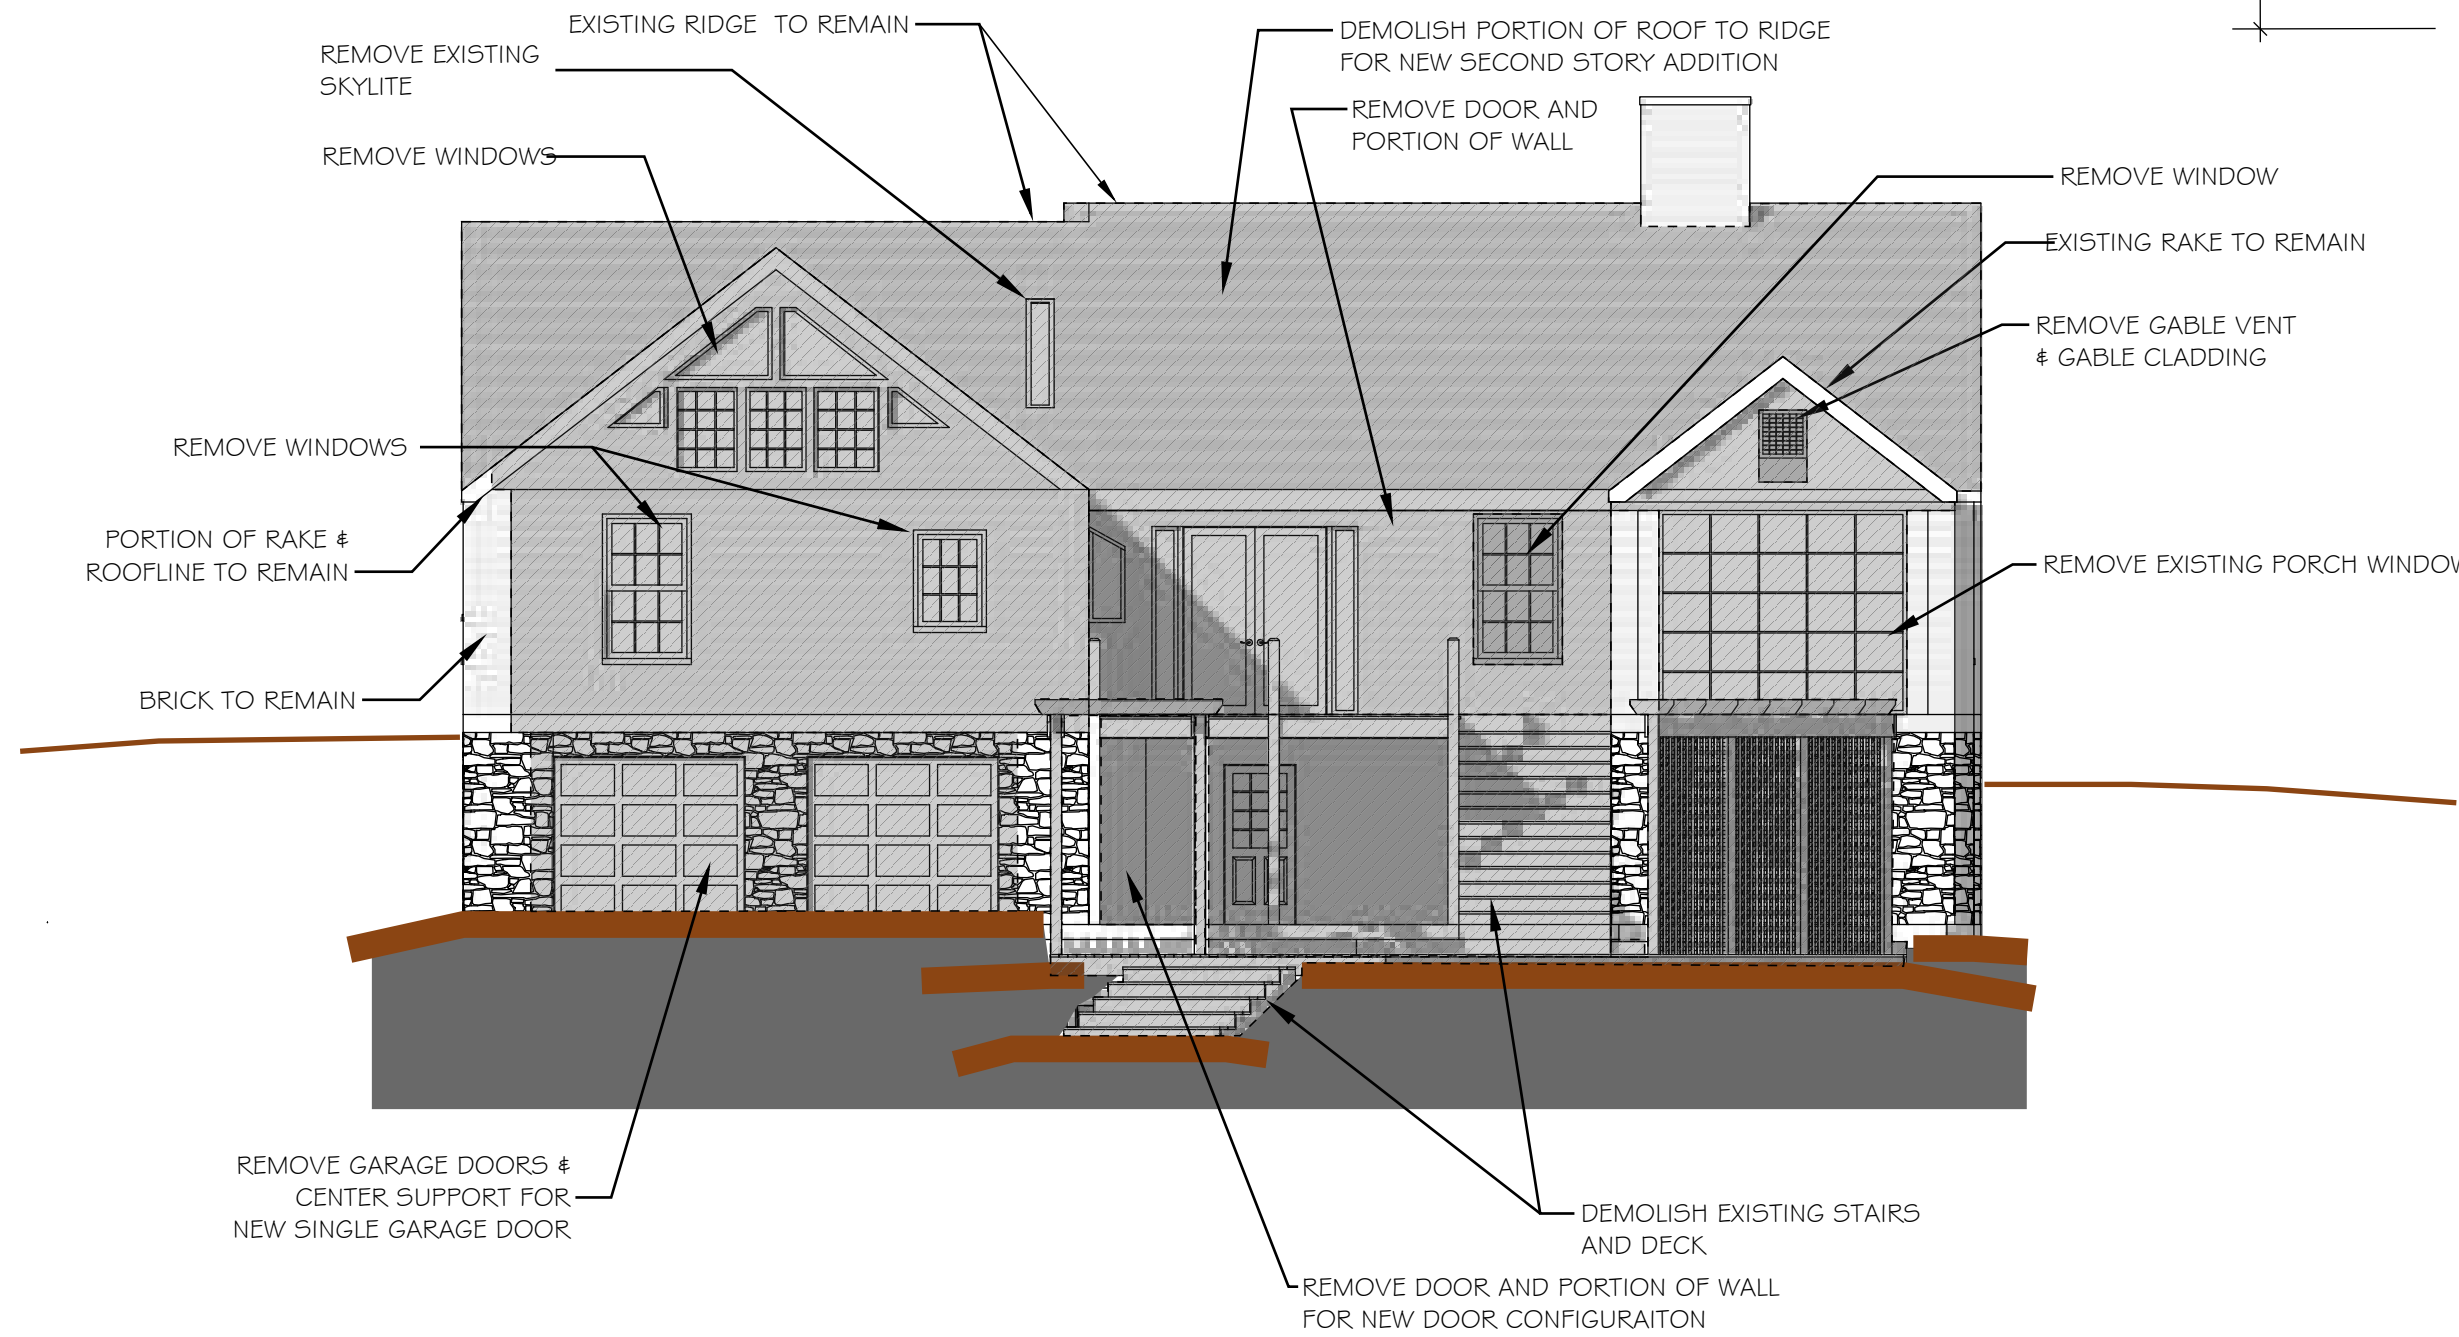 EXISTING RIDGE TO REMAIN
REMOVE EXISTING
SKYLITE
REMOVE WINDOWS
DEMOLISH PORTION OF ROOF TO RIDGE
FOR NEW SECOND STORY ADDITION
REMOVE DOOR AND
PORTION OF WALL
REMOVE WINDOW
EXISTING RAKE TO REMAIN
REMOVE GABLE VENT
& GABLE CLADDING
REMOVE WINDOWS
PORTION OF RAKE &
ROOFLINE TO REMAIN
REMOVE EXISTING PORCH WINDOW
BRICK TO REMAIN
REMOVE GARAGE DOORS &
CENTER SUPPORT FOR
NEW SINGLE GARAGE DOOR
DEMOLISH EXISTING STAIRS
AND DECK
REMOVE DOOR AND PORTION OF WALL
FOR NEW DOOR CONFIGURAITON